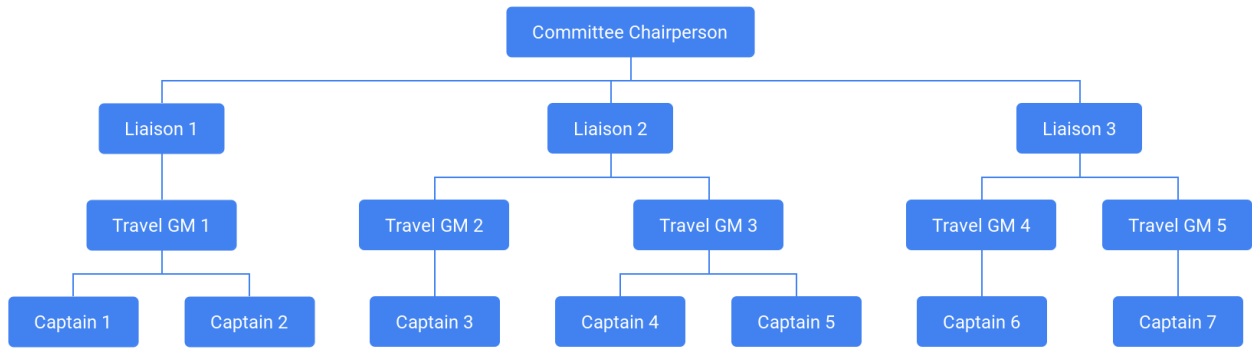 Committee Chairperson
Liaison 1
Liaison 2
Liaison 3
Travel GM 1
Travel GM 2
Travel GM 3
Travel GM 4
Travel GM 5
Captain 1
Captain 2
Captain 3
Captain 4
Captain 5
Captain 6
Captain 7